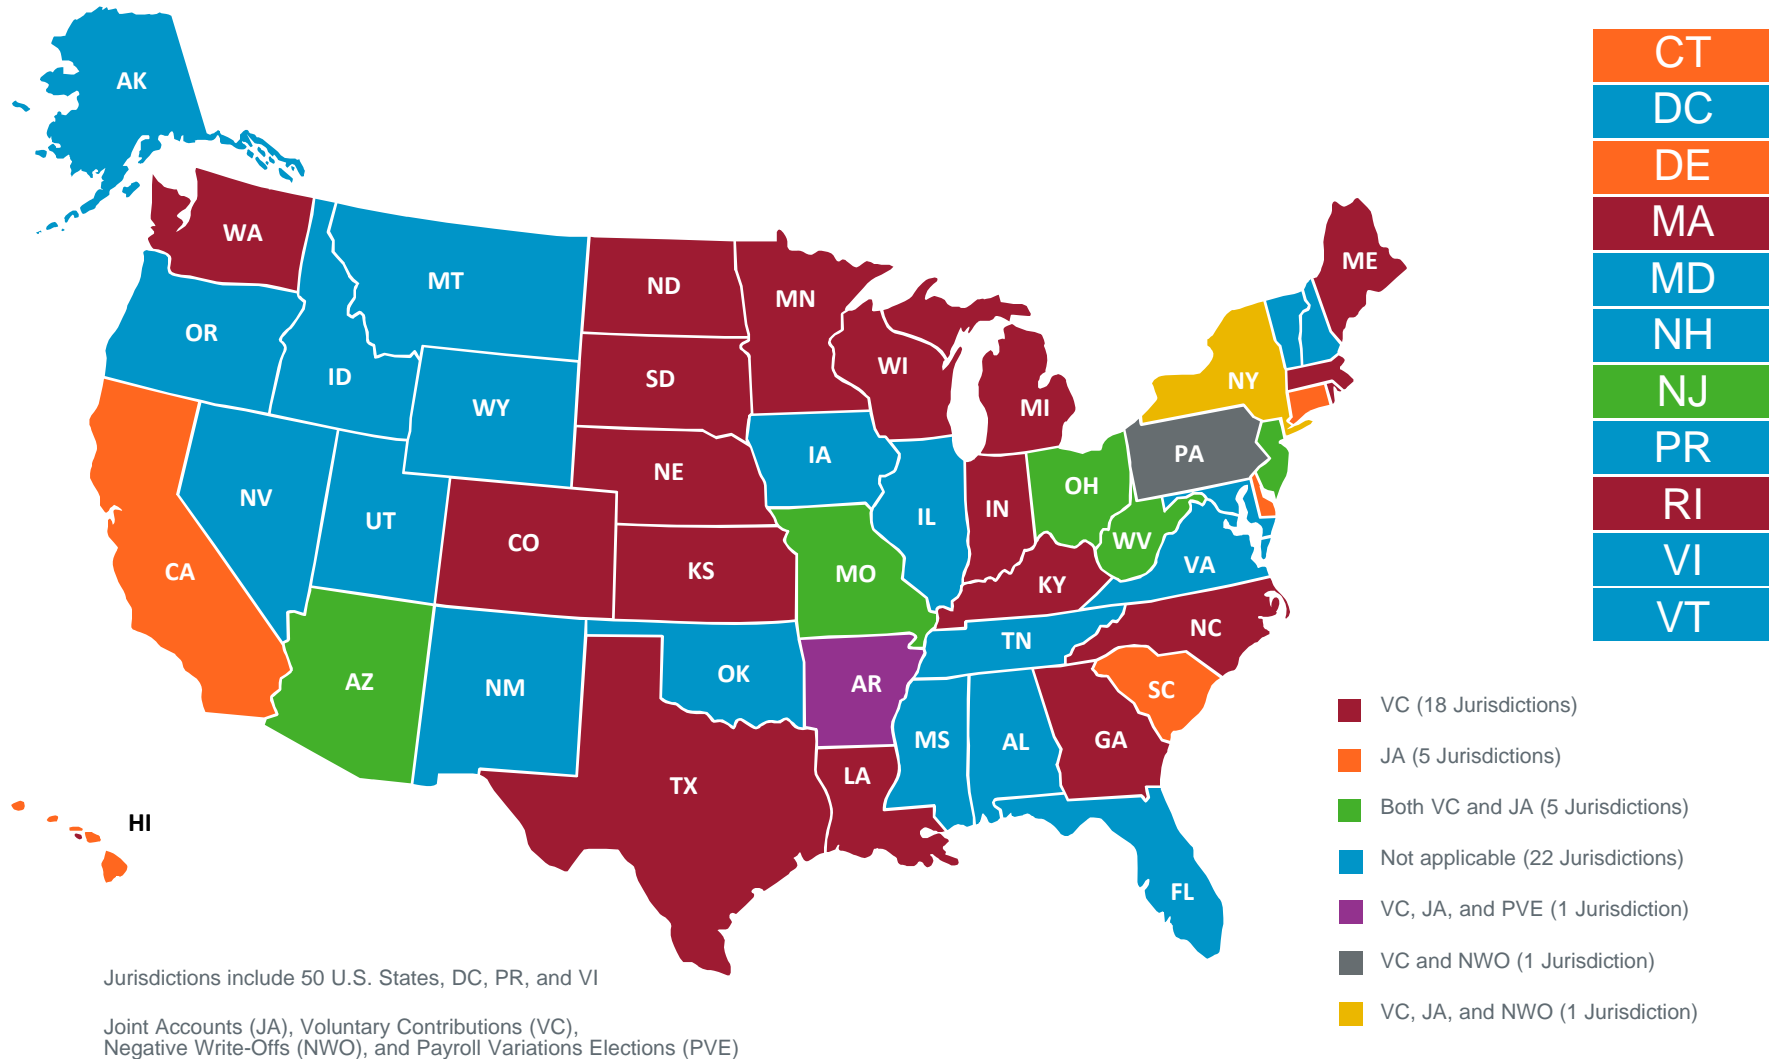 AK
WA
MT
ND
MN
ME
OR
ID
WY
SD
WI
MI
NY
NV
UT
CO
NE
IA
IL
IN
OH
PA
CA
KS
MO
KY
WV
VA
AZ
NM
OK
AR
TN
NC
SC
TX
LA
MS
AL
GA
FL
HI
CT
DC
DE
MA
MD
NH
NJ
PR
RI
VI
VT
VC (18 Jurisdictions)
JA (5 Jurisdictions)
Both VC and JA (5 Jurisdictions)
Not applicable (22 Jurisdictions)
VC, JA, and PVE (1 Jurisdiction)
VC and NWO (1 Jurisdiction)
VC, JA, and NWO (1 Jurisdiction)
Jurisdictions include 50 U.S. States, DC, PR, and VI
Joint Accounts (JA), Voluntary Contributions (VC),
Negative Write-Offs (NWO), and Payroll Variations Elections (PVE)